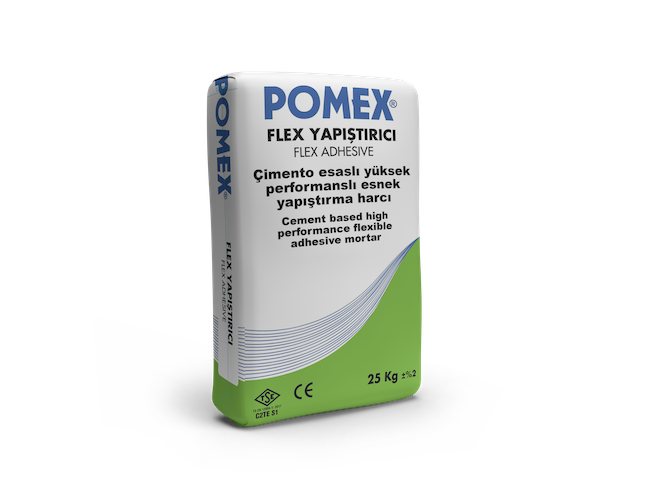 POMEX®
FLEX YAPIŞTIRICI
FLEX ADHESIVE
Çimento esaslı yüksek
performanslı esnek
yapıştırma harcı
Cement based high
performance flexible
adhesive mortar
25 Kg ±%2
TSE
CE
C2TE S1
POMEX®
FLEX YAPIŞTIRICI
FLEX ADHESIVE